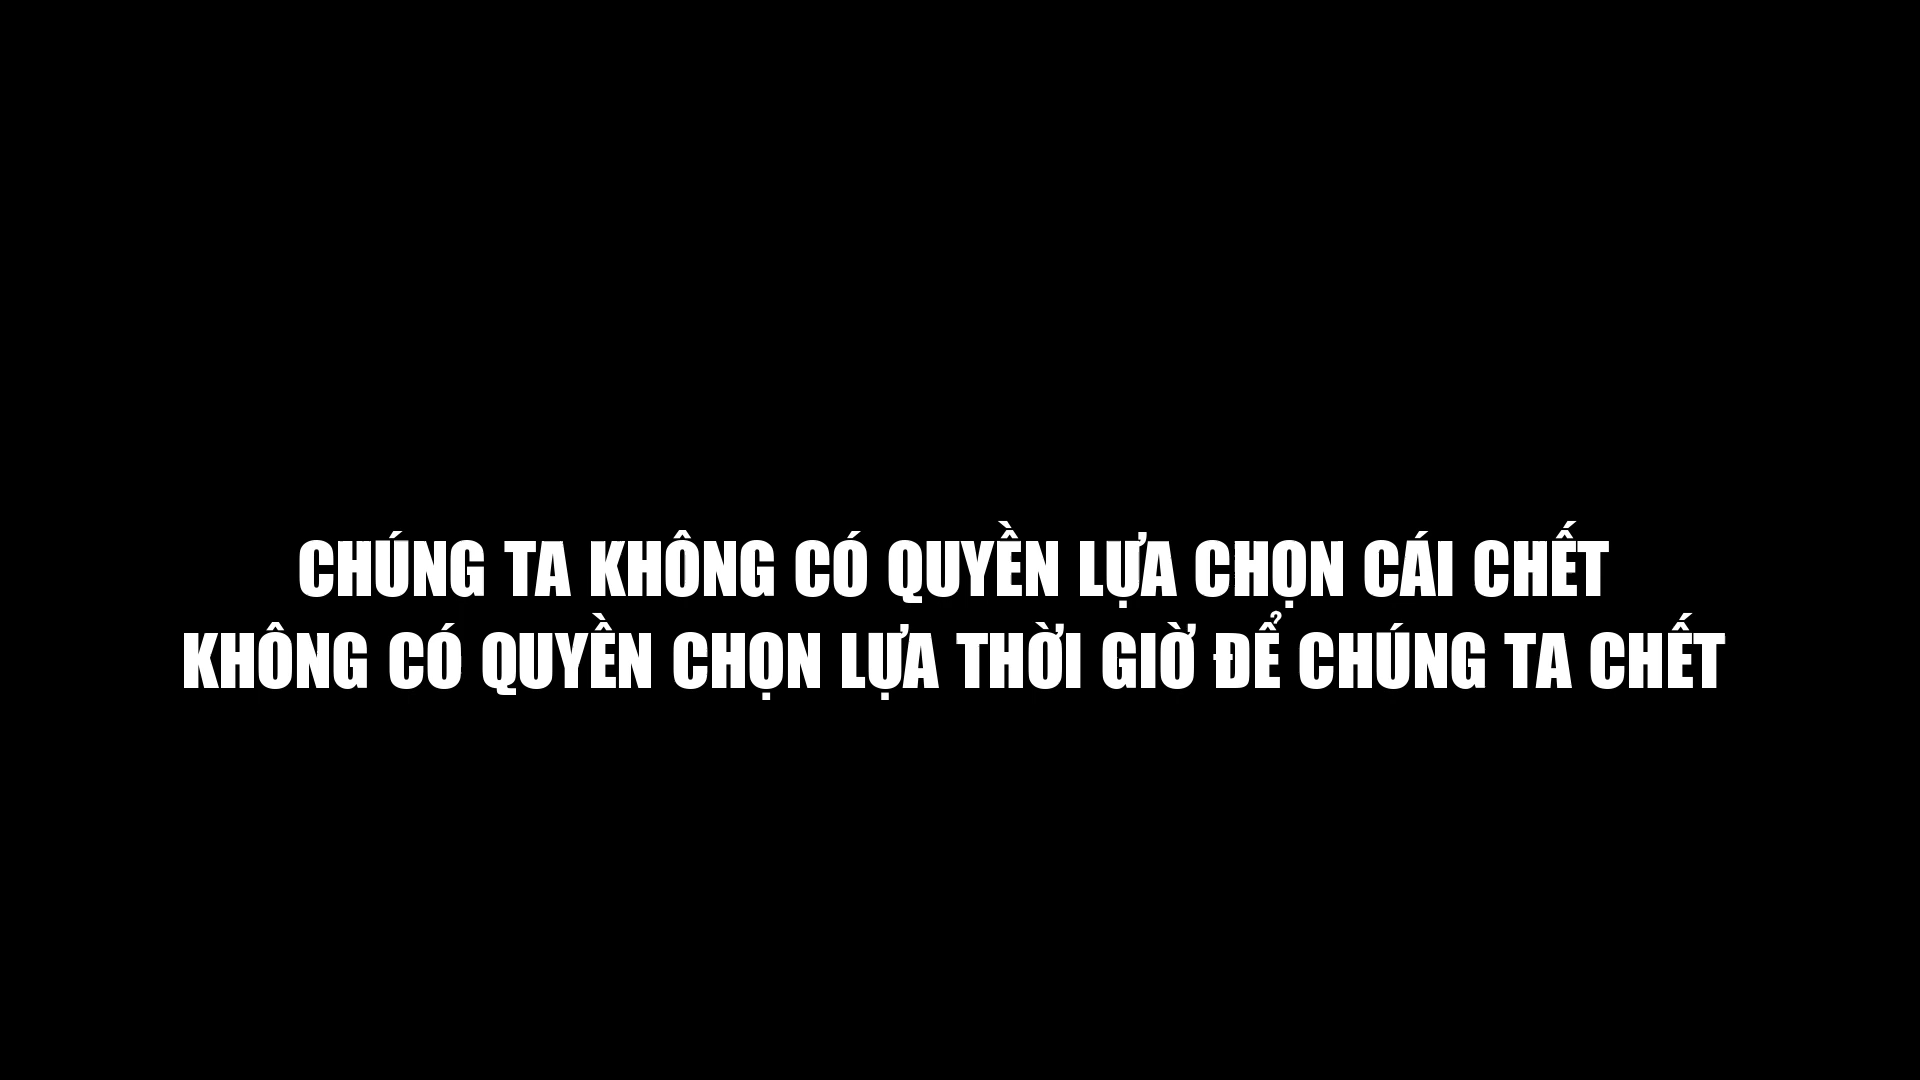 CHÚNG TA KHÔNG CÓ QUYỀN LỰA CHỌN CÁI CHẾT
KHÔNG CÓ QUYỀN CHỌN LỰA THỜI GIỜ ĐỂ CHÚNG TA CHẾT